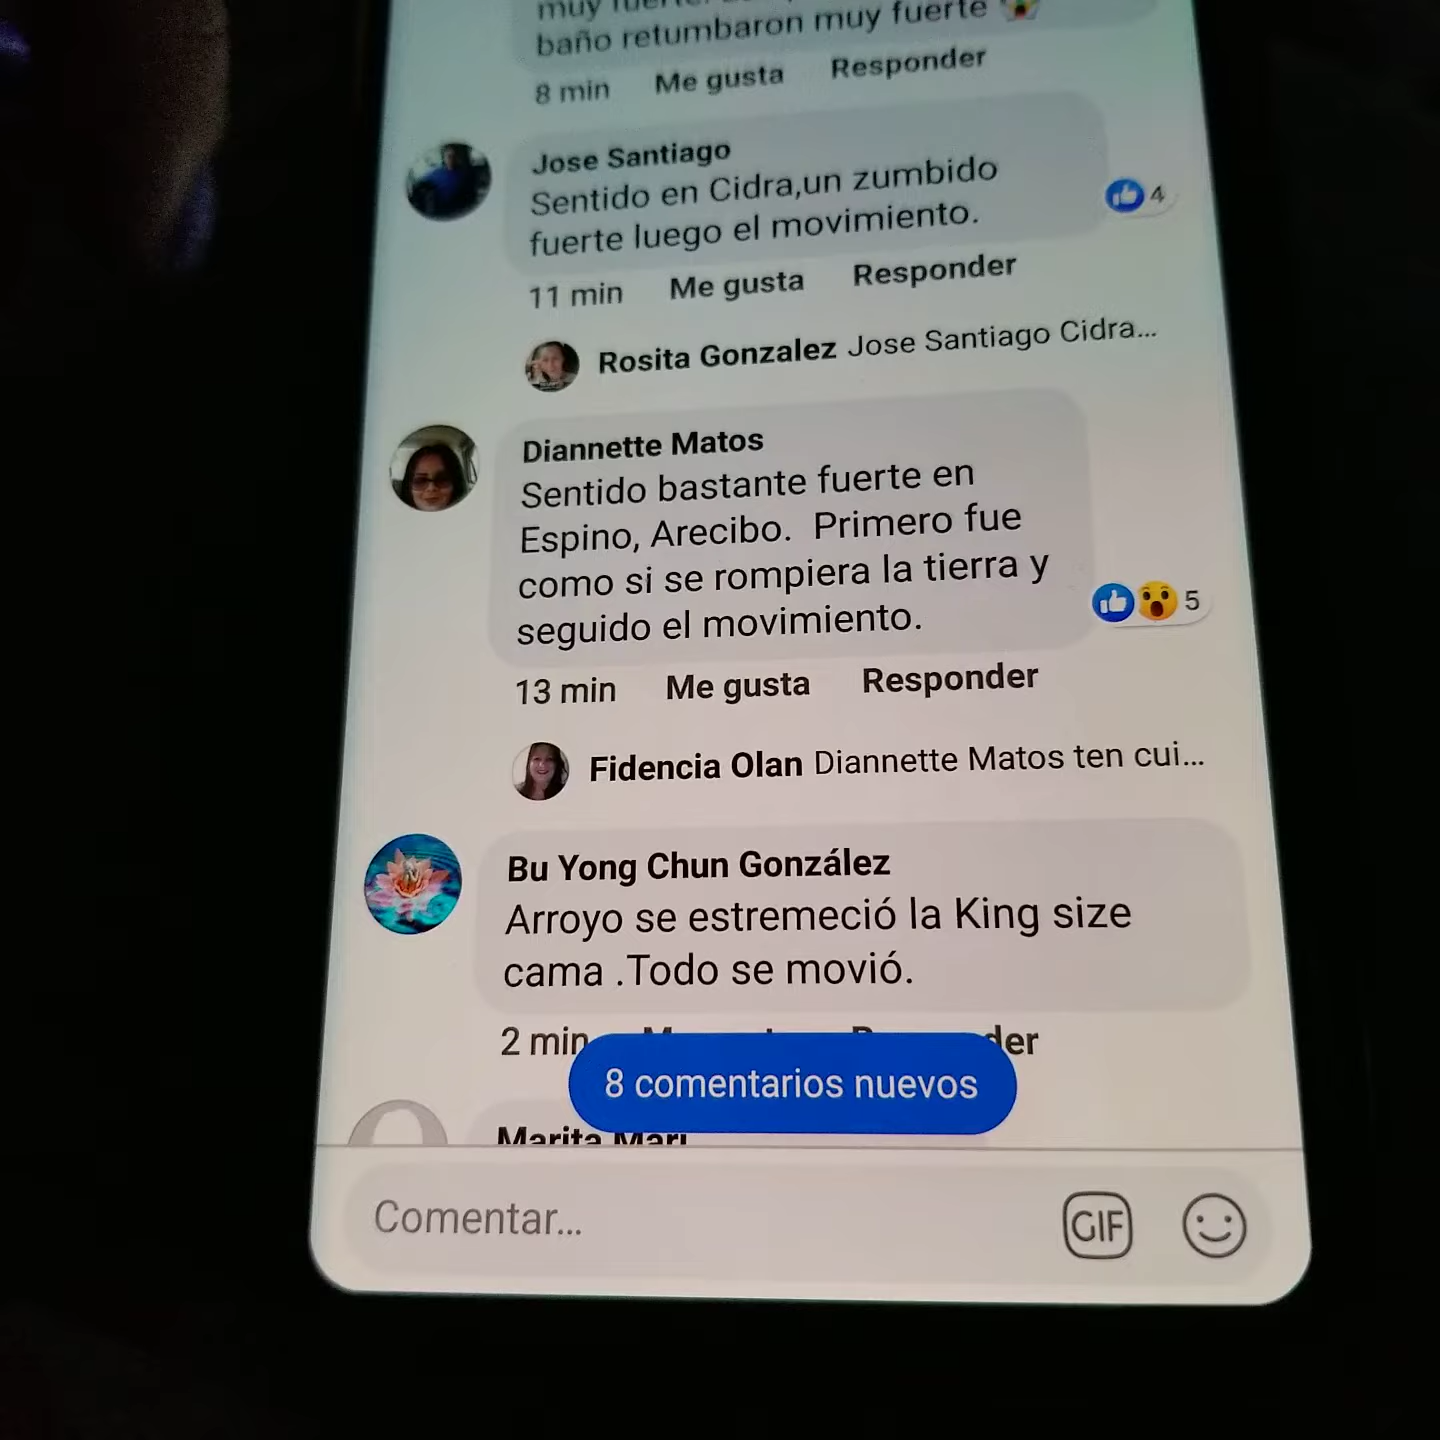 muy fuerte.
baño retumbaron muy fuerte 😱
8 min Me gusta Responder
Jose Santiago
Sentido en Cidra,un zumbido
fuerte luego el movimiento.
4
11 min Me gusta Responder
Rosita Gonzalez Jose Santiago Cidra...
Diannette Matos
Sentido bastante fuerte en
Espino, Arecibo. Primero fue
como si se rompiera la tierra y
seguido el movimiento.
5
13 min Me gusta Responder
Fidencia Olan Diannette Matos ten cui...
Bu Yong Chun González
Arroyo se estremeció la King size
cama .Todo se movió.
2 min
8 comentarios nuevos
Marita Mari
Comentar...
GIF